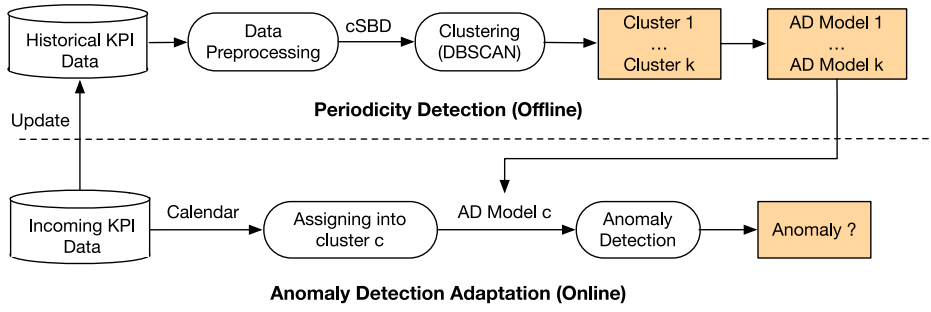 Historical KPI
Data
Data
Preprocessing
cSBD
Clustering
(DBSCAN)
Cluster 1
...
Cluster k
AD Model 1
...
AD Model k
Periodicity Detection (Offline)
Update
Incoming KPI
Data
Calendar
Assigning into
cluster c
AD Model c
Anomaly
Detection
Anomaly ?
Anomaly Detection Adaptation (Online)